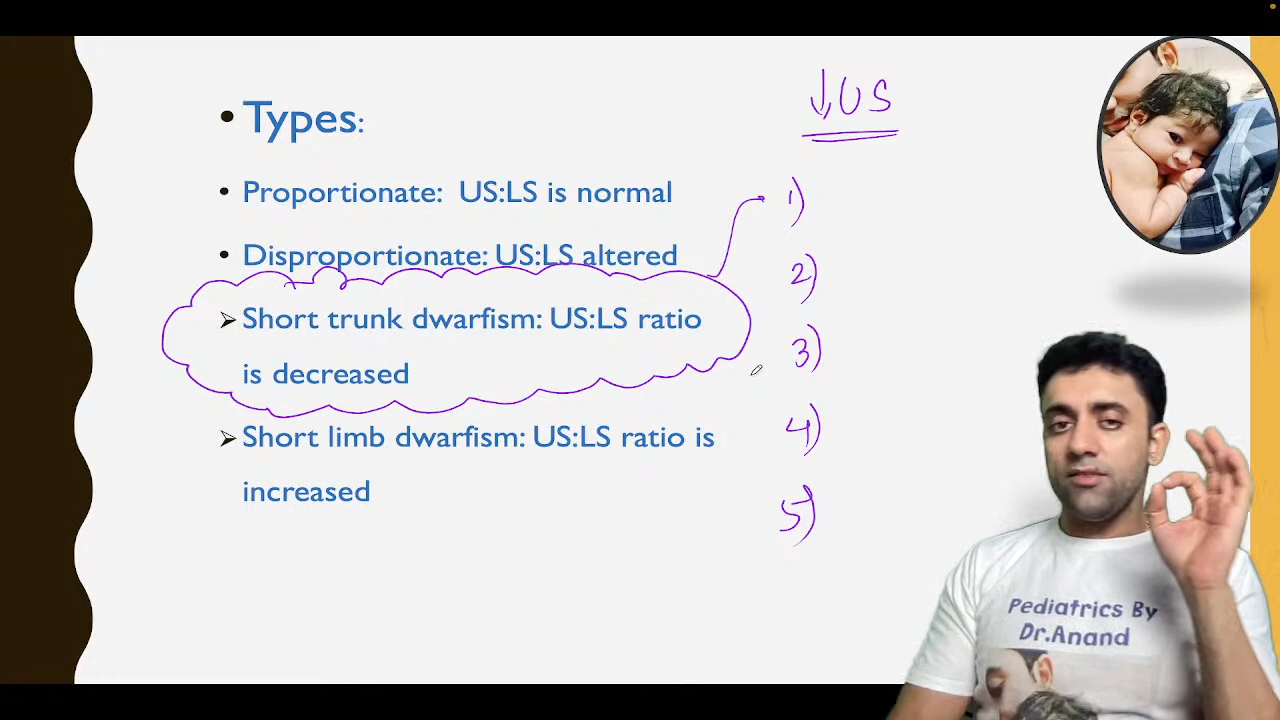 • Types:
• Proportionate: US:LS is normal
• Disproportionate: US:LS altered
➢ Short trunk dwarfism: US:LS ratio
is decreased
➢ Short limb dwarfism: US:LS ratio is
increased
↓US
1)
2)
3)
4)
5)
Pediatrics By
Dr.Anand